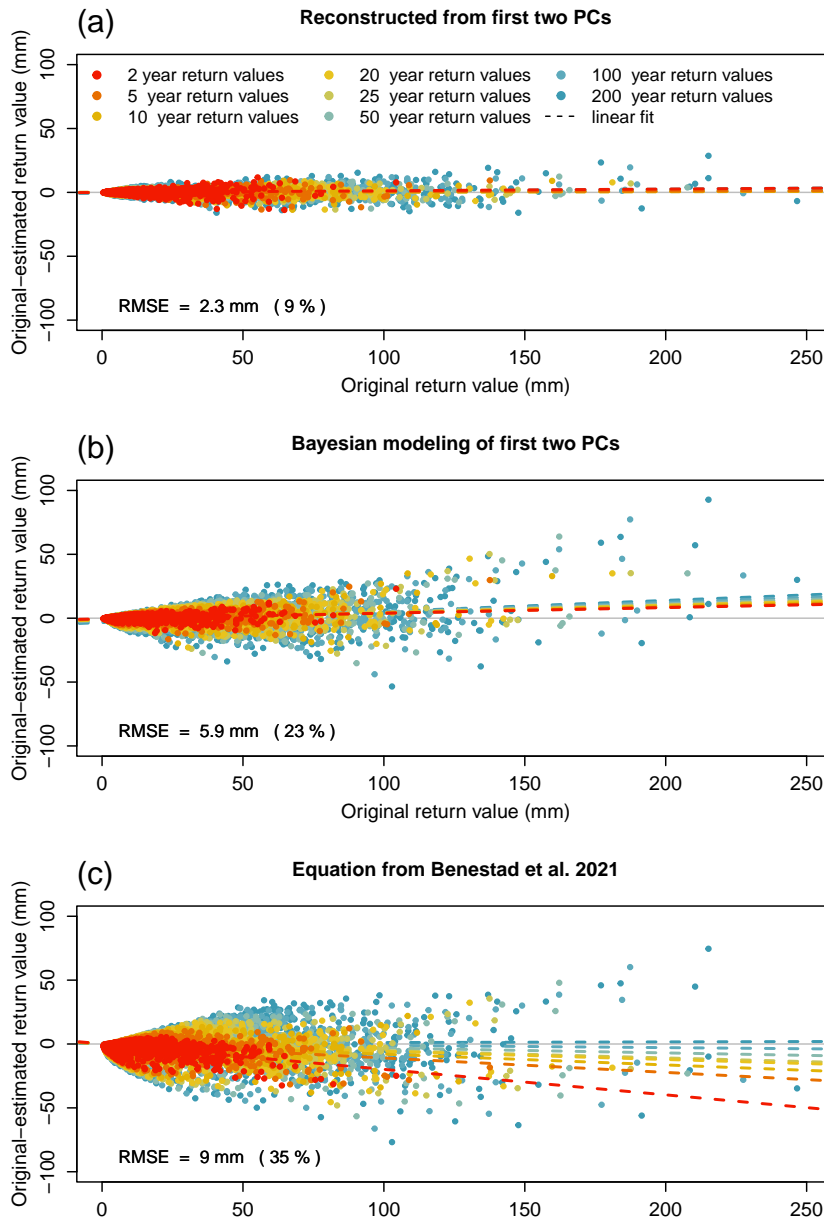 (a)
Reconstructed from first two PCs
Original−estimated return value (mm)
100
50
0
−50
−100
2 year return values
5 year return values
10 year return values
20 year return values
25 year return values
50 year return values
100 year return values
200 year return values
linear fit
RMSE = 2.3 mm ( 9 % )
0 50 100 150 200 250
Original return value (mm)
(b)
Bayesian modeling of first two PCs
Original−estimated return value (mm)
100
50
0
−50
−100
RMSE = 5.9 mm ( 23 % )
0 50 100 150 200 250
Original return value (mm)
(c)
Equation from Benestad et al. 2021
Original−estimated return value (mm)
100
50
0
−50
−100
RMSE = 9 mm ( 35 % )
0 50 100 150 200 250